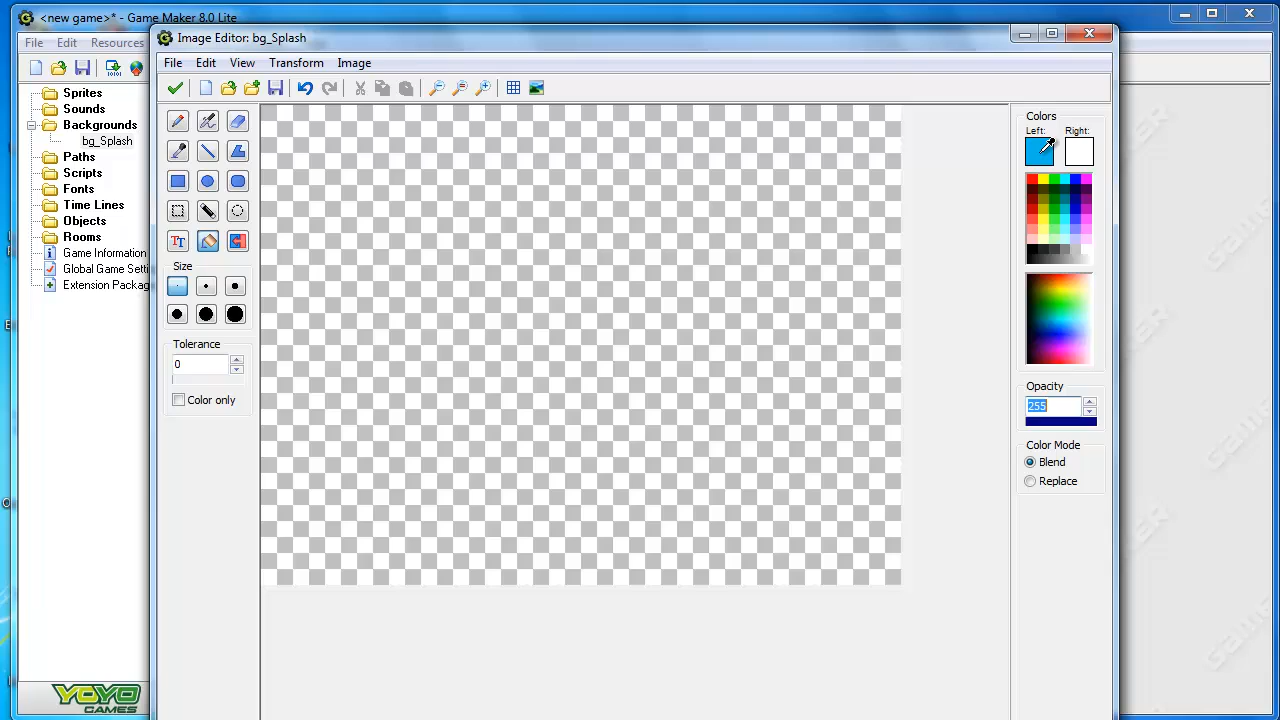 <new game>* - Game Maker 8.0 Lite
File Edit Resources
Image Editor: bg_Splash
File Edit View Transform Image
Sprites
Sounds
Backgrounds
bg_Splash
Paths
Scripts
Fonts
Time Lines
Objects
Rooms
Game Information
Global Game Setti
Extension Packag
TT
Size
Tolerance
0
Color only
Colors
Left: Right:
Opacity
255
Color Mode
Blend
Replace
YOYO
GAMES